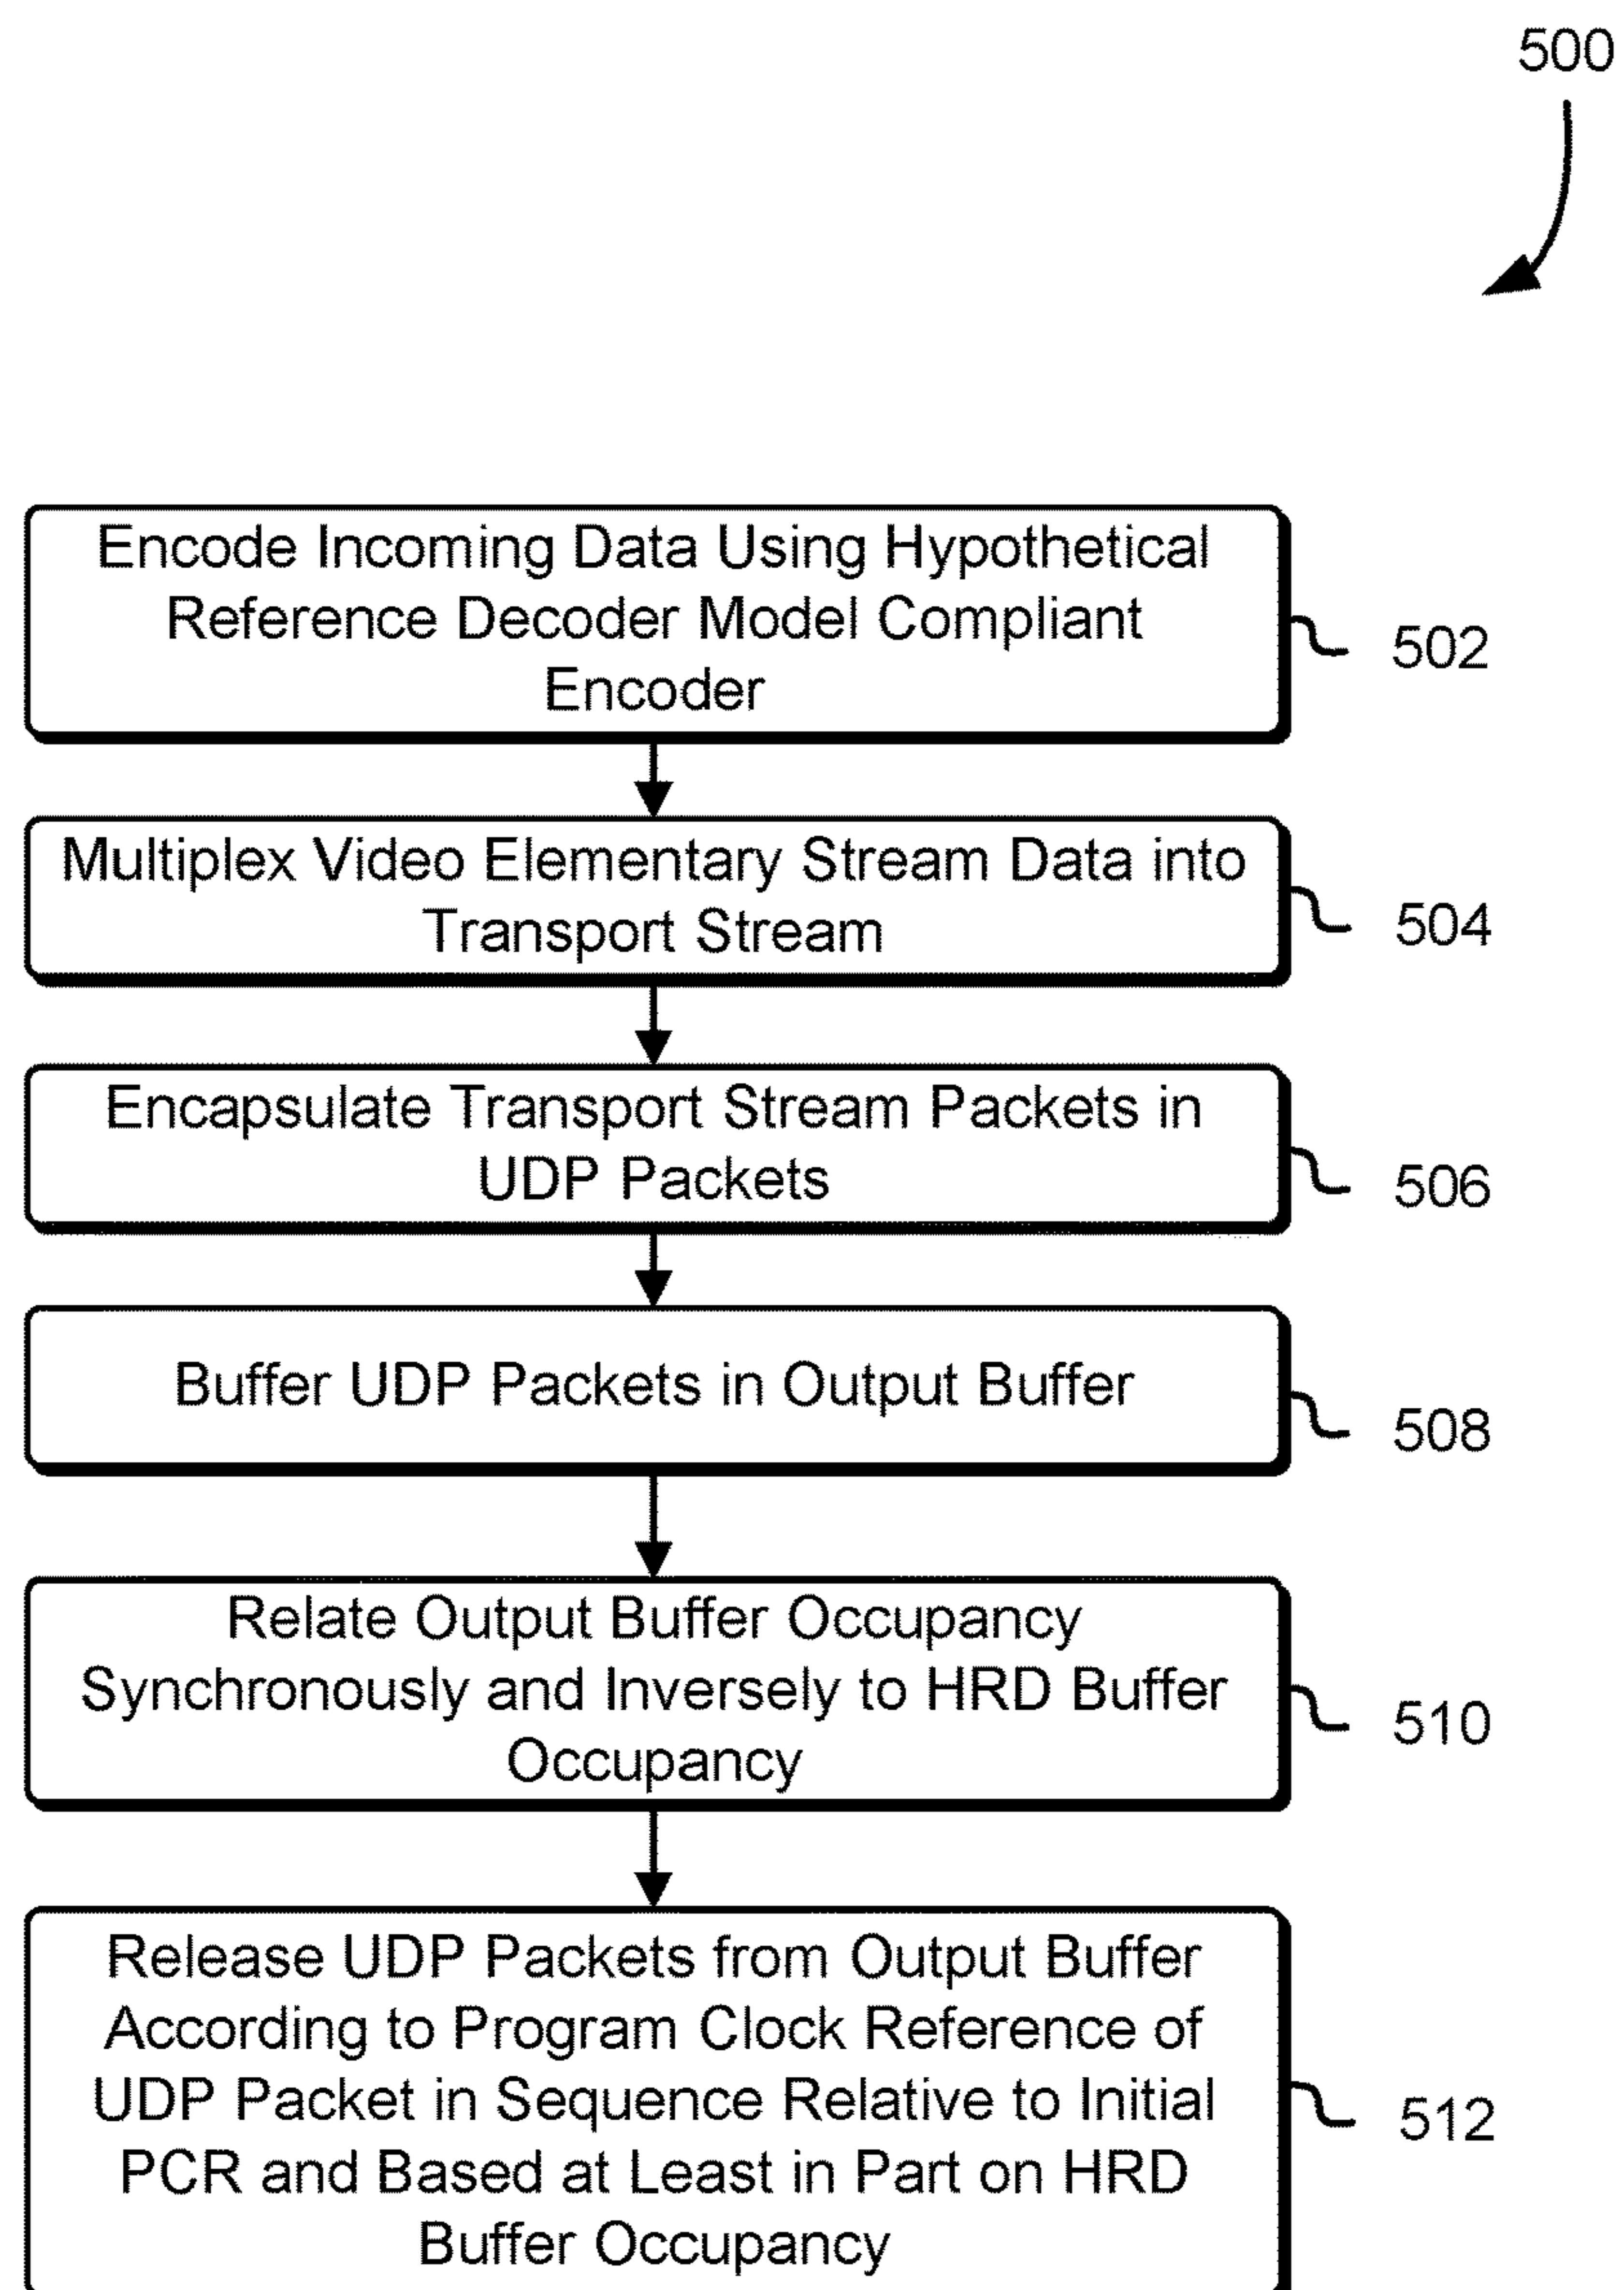 500
Encode Incoming Data Using Hypothetical
Reference Decoder Model Compliant
Encoder
502
Multiplex Video Elementary Stream Data into
Transport Stream
504
Encapsulate Transport Stream Packets in
UDP Packets
506
Buffer UDP Packets in Output Buffer
508
Relate Output Buffer Occupancy
Synchronously and Inversely to HRD Buffer
Occupancy
510
Release UDP Packets from Output Buffer
According to Program Clock Reference of
UDP Packet in Sequence Relative to Initial
PCR and Based at Least in Part on HRD
Buffer Occupancy
512